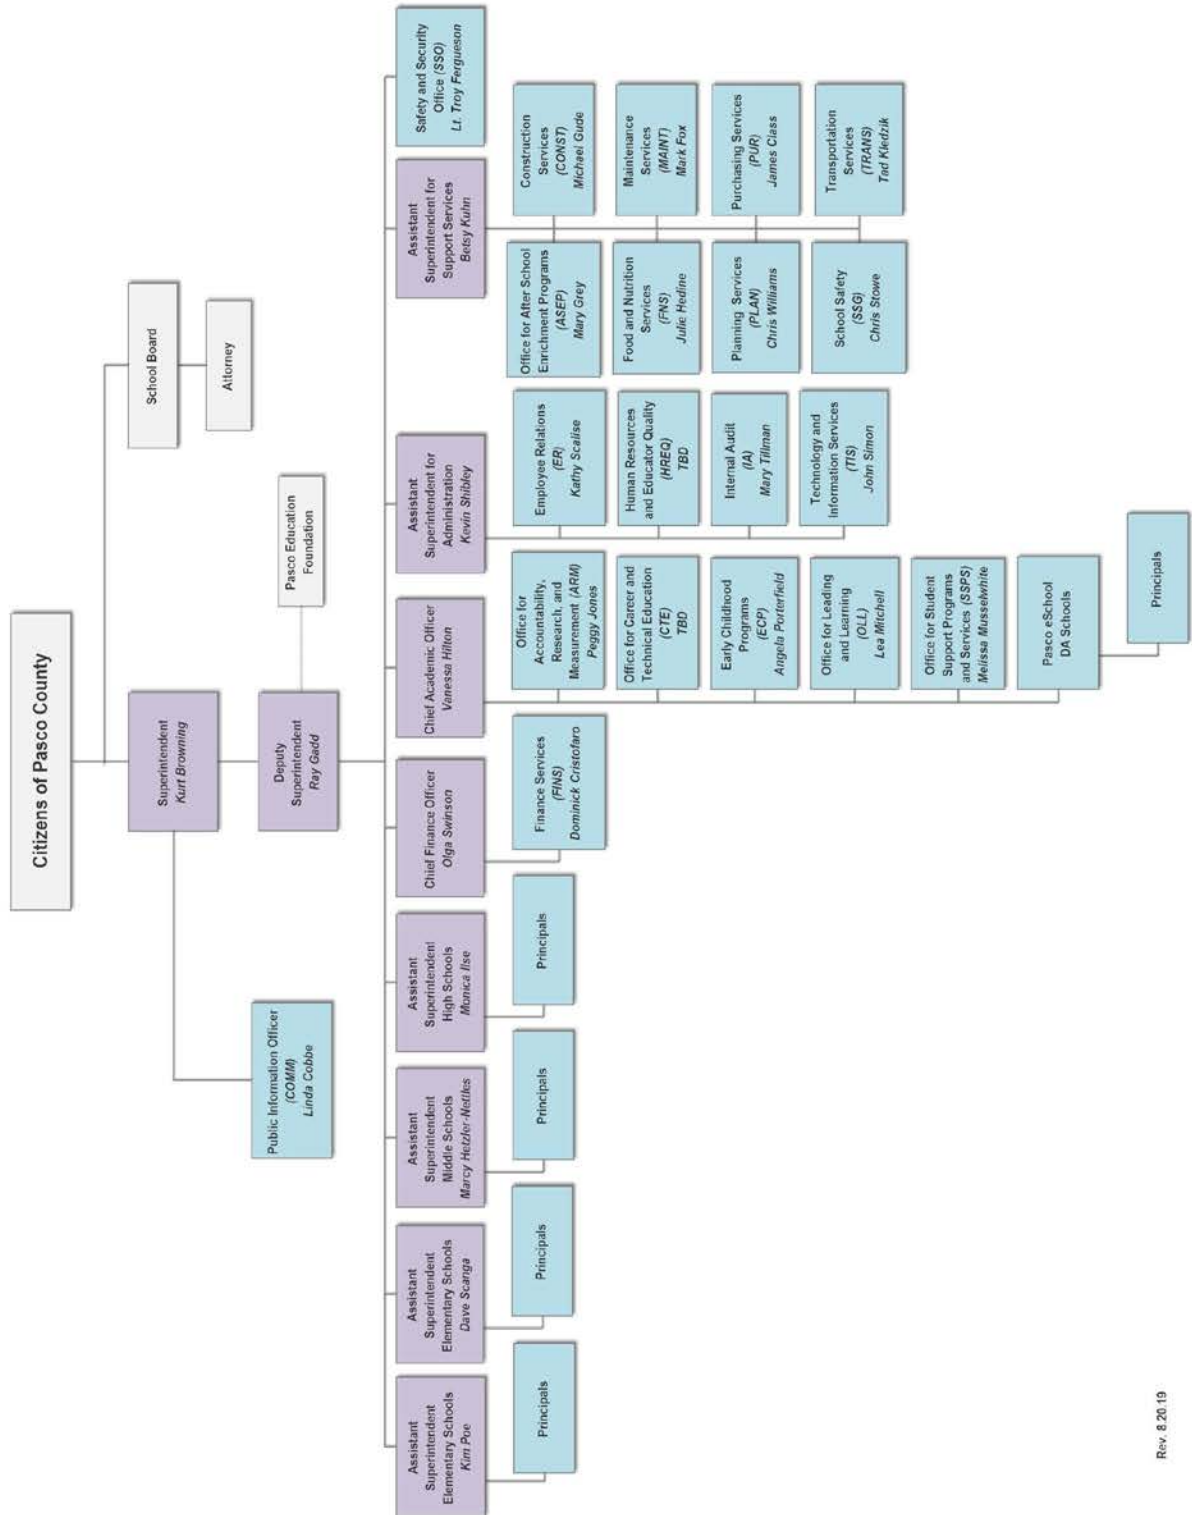 Citizens of Pasco County
School Board
Attorney
Superintendent
Kurt Browning
Public Information Officer
(COMM)
Linda Cobbe
Deputy
Superintendent
Ray Gadd
Pasco Education
Foundation
Assistant
Superintendent
Elementary Schools
Kim Poe
Principals
Assistant
Superintendent
Elementary Schools
Dave Scanga
Principals
Assistant
Superintendent
Middle Schools
Marcy Hetzler-Nettles
Principals
Assistant
Superintendent
High Schools
Monica Ilse
Principals
Chief Finance Officer
Olga Swinson
Finance Services
(FINS)
Dominick Cristofaro
Chief Academic Officer
Vanessa Hilton
Office for
Accountability,
Research, and
Measurement (ARM)
Peggy Jones
Office for Career and
Technical Education
(CTE)
TBD
Early Childhood
Programs
(ECP)
Angela Porterfield
Office for Leading
and Learning
(OLL)
Lea Mitchell
Office for Student
Support Programs
and Services (SSPS)
Melissa Musselwhite
Pasco eSchool
DA Schools
Principals
Assistant
Superintendent for
Administration
Kevin Shibley
Employee Relations
(ER)
Kathy Scalise
Human Resources
and Educator Quality
(HREQ)
TBD
Internal Audit
(IA)
Mary Tillman
Technology and
Information Services
(TIS)
John Simon
Assistant
Superintendent for
Support Services
Betsy Kuhn
Office for After School
Enrichment Programs
(ASEP)
Mary Grey
Construction
Services
(CONST)
Michael Gude
Food and Nutrition
Services
(FNS)
Julie Hedine
Maintenance
Services
(MAINT)
Mark Fox
Planning Services
(PLAN)
Chris Williams
Purchasing Services
(PUR)
James Class
School Safety
(SSG)
Chris Stowe
Transportation
Services
(TRANS)
Tad Kledzik
Safety and Security
Office (SSO)
Lt. Troy Fergueson
Rev. 8.20.19